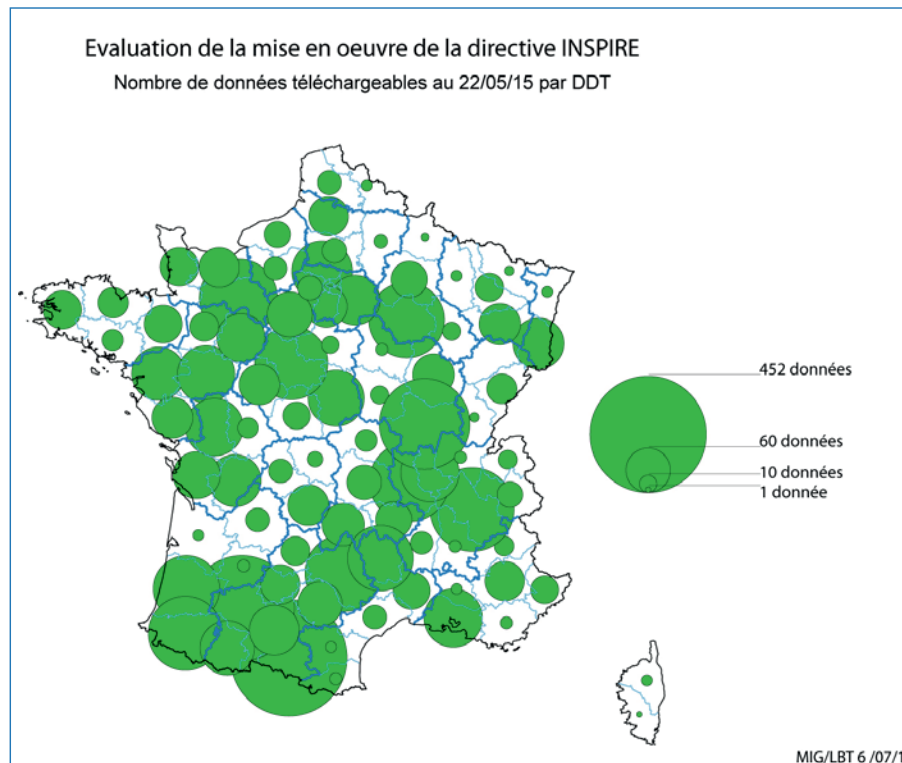 Evaluation de la mise en oeuvre de la directive INSPIRE
Nombre de données téléchargeables au 22/05/15 par DDT
452 données
60 données
10 données
1 donnée
MIG/LBT 6 /07/1